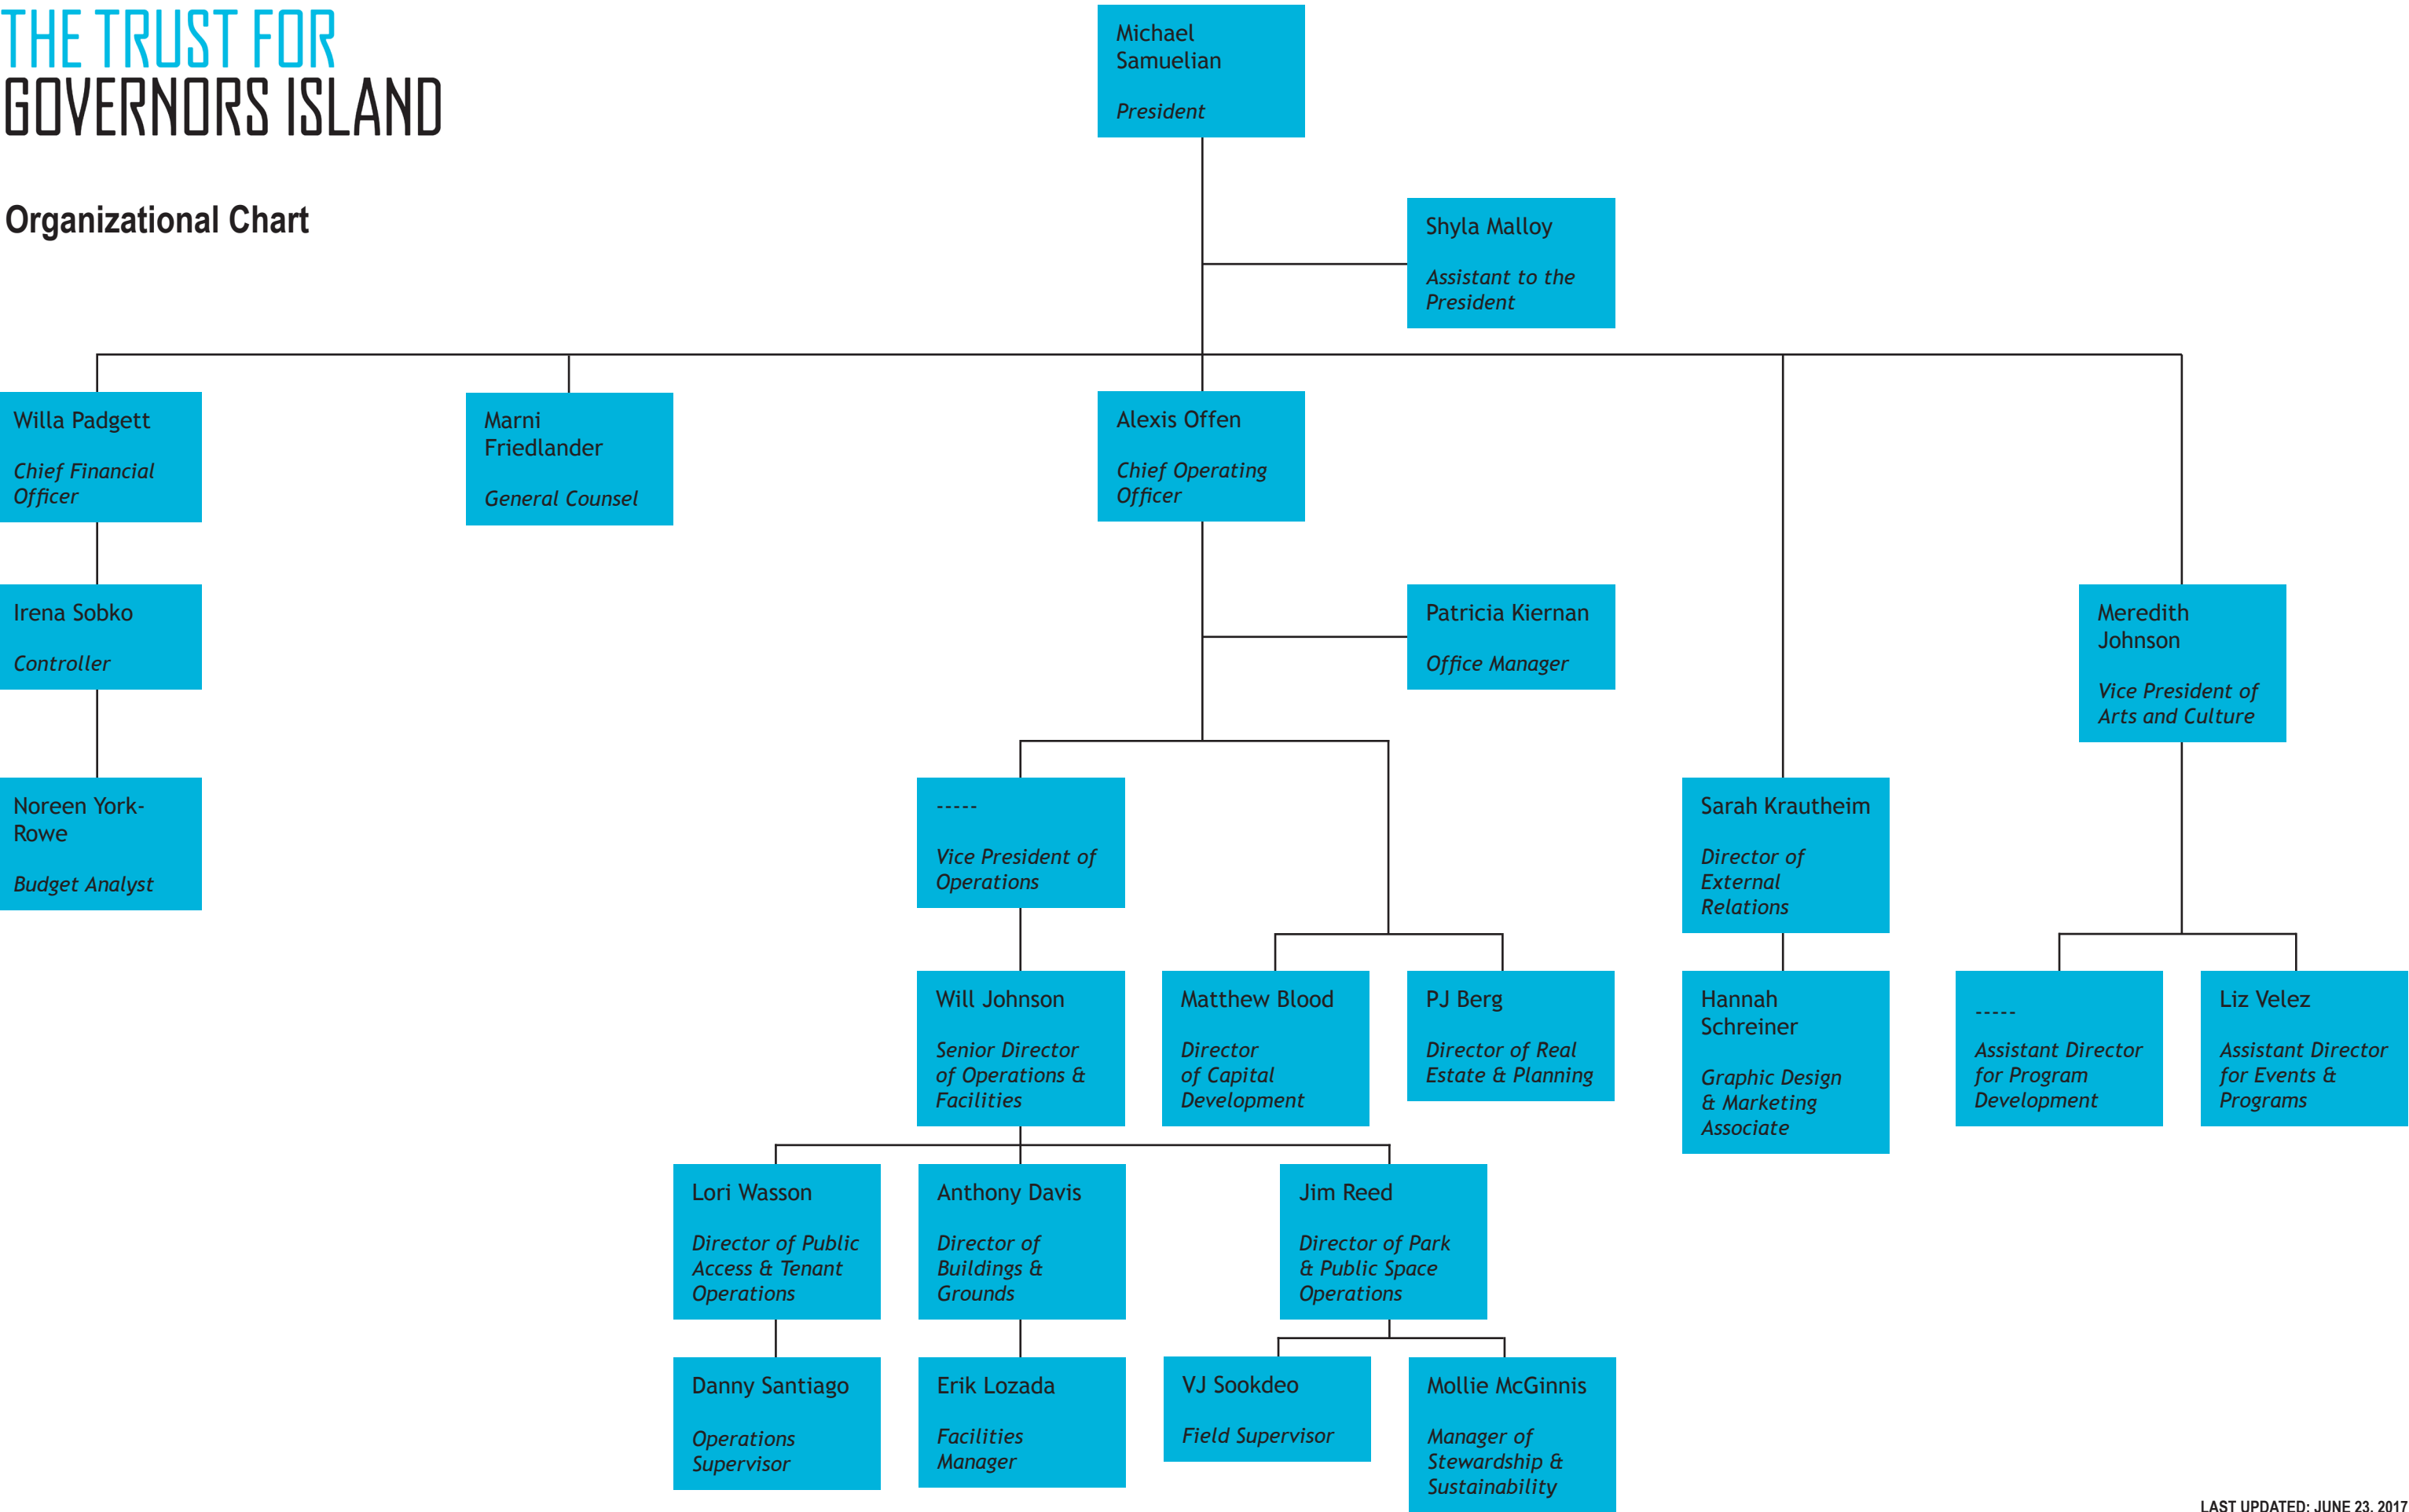 THE TRUST FOR
GOVERNORS ISLAND
Organizational Chart
Michael
Samuelian
President
Shyla Malloy
Assistant to the
President
Willa Padgett
Chief Financial
Officer
Marni
Friedlander
General Counsel
Alexis Offen
Chief Operating
Officer
Irena Sobko
Controller
Patricia Kiernan
Office Manager
Meredith
Johnson
Vice President of
Arts and Culture
Noreen York-
Rowe
Budget Analyst
-----
Vice President of
Operations
Sarah Krautheim
Director of
External
Relations
Will Johnson
Senior Director
of Operations &
Facilities
Matthew Blood
Director
of Capital
Development
PJ Berg
Director of Real
Estate & Planning
Hannah
Schreiner
Graphic Design
& Marketing
Associate
-----
Assistant Director
for Program
Development
Liz Velez
Assistant Director
for Events &
Programs
Lori Wasson
Director of Public
Access & Tenant
Operations
Anthony Davis
Director of
Buildings &
Grounds
Jim Reed
Director of Park
& Public Space
Operations
Danny Santiago
Operations
Supervisor
Erik Lozada
Facilities
Manager
VJ Sookdeo
Field Supervisor
Mollie McGinnis
Manager of
Stewardship &
Sustainability
LAST UPDATED: JUNE 23, 2017